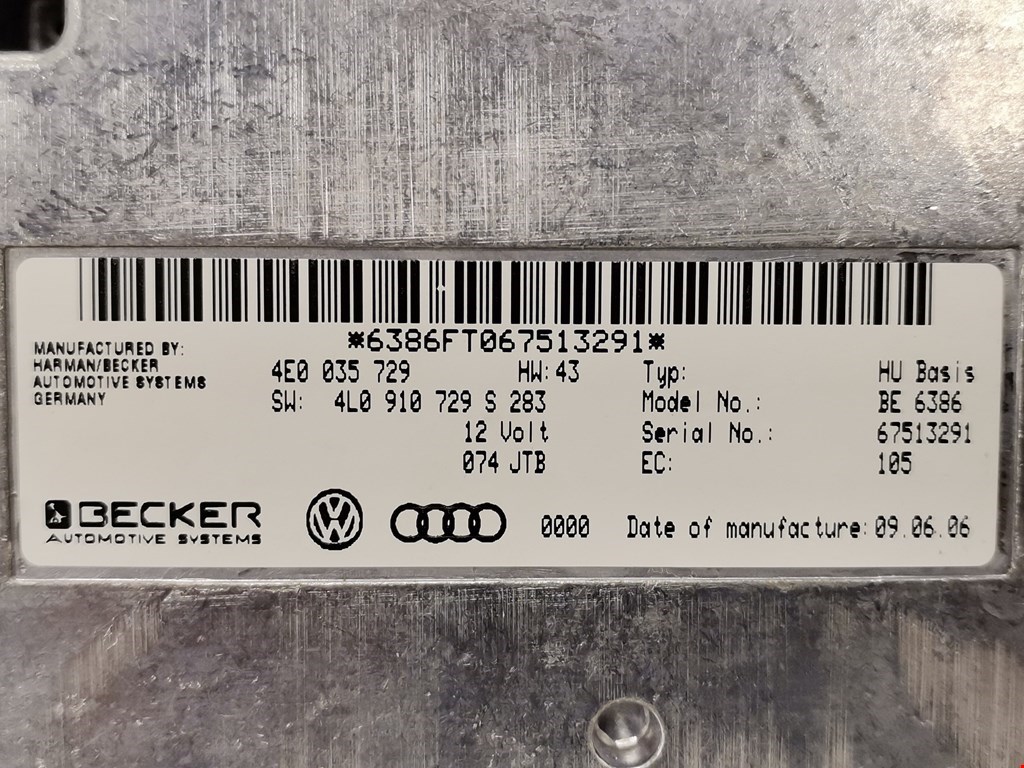 *6386FT067513291*
MANUFACTURED BY:
HARMAN/BECKER
AUTOMOTIVE SYSTEMS
GERMANY
4E0 035 729 HW:43
SW: 4L0 910 729 S 283
12 Volt
074 JTB
Typ: HU Basis
Model No.: BE 6386
Serial No.: 67513291
EC: 105
BECKER
AUTOMOTIVE SYSTEMS
VW
0000
Date of manufacture: 09.06.06